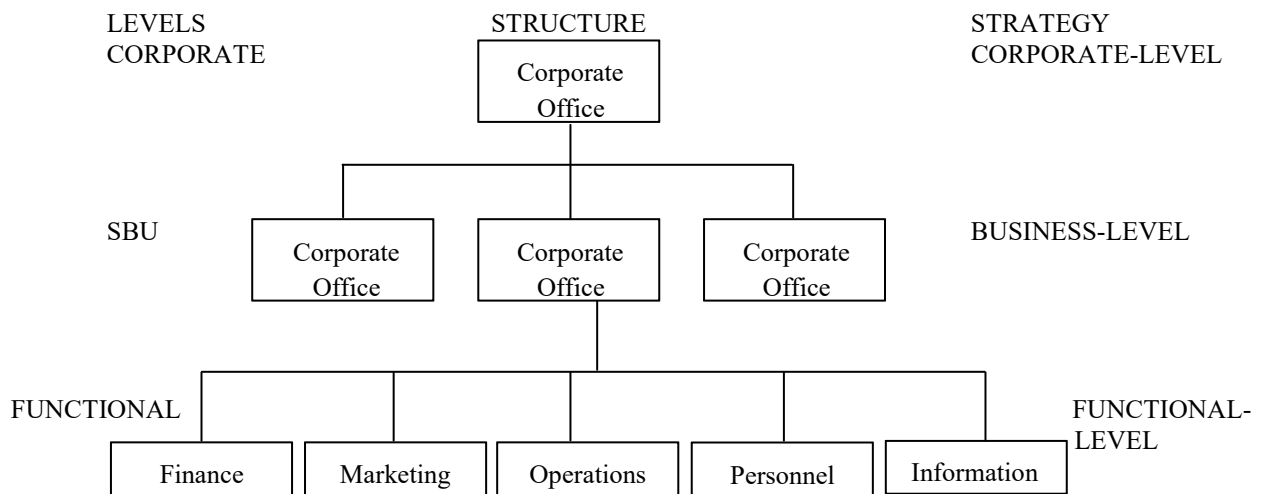 LEVELS
CORPORATE
STRUCTURE
STRATEGY
CORPORATE-LEVEL
Corporate
Office
SBU
Corporate
Office
Corporate
Office
Corporate
Office
BUSINESS-LEVEL
FUNCTIONAL
FUNCTIONAL-
LEVEL
Finance
Marketing
Operations
Personnel
Information